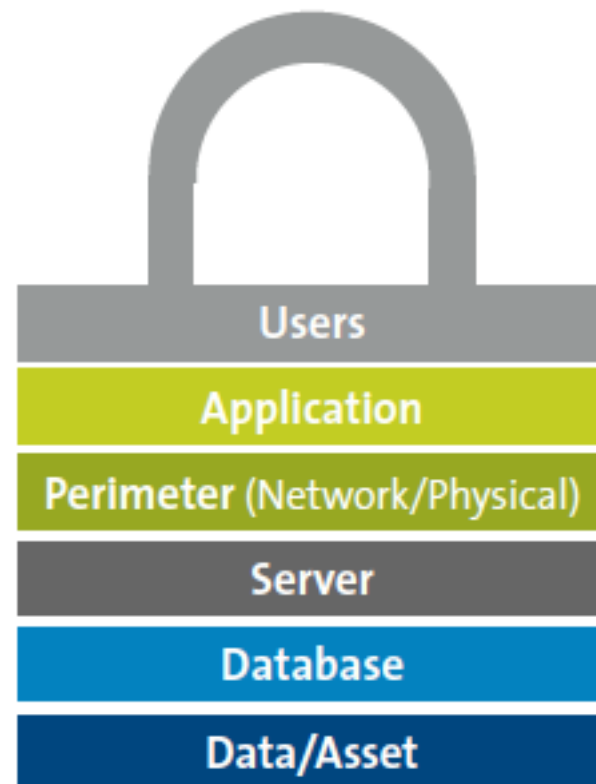 Users
Application
Perimeter (Network/Physical)
Server
Database
Data/Asset